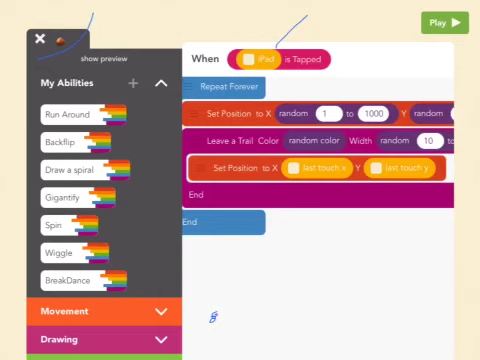 Play
show preview
When iPad is Tapped
My Abilities
Repeat Forever
Run Around
Set Position to X random 1 to 1000 Y random
Backflip
Leave a Trail Color random color Width random 10 to
Draw a spiral
Set Position to X last touch x Y last touch y
Gigantify
End
Spin
End
Wiggle
BreakDance
Movement
Drawing